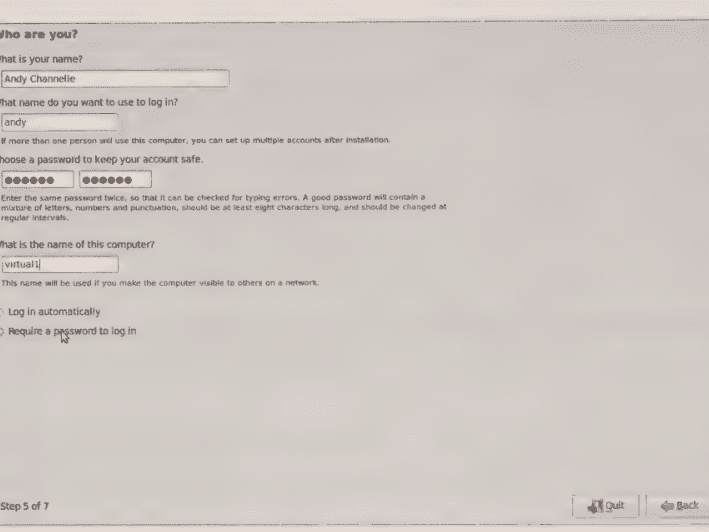 Who are you?
hat is your name?
Andy Channelle
hat name do you want to use to log in?
andy
If more than one person will use this computer, you can set up multiple accounts after installation.
hoose a password to keep your account safe.
●●●●●● ●●●●●●
Enter the same password twice, so that it can be checked for typing errors. A good password will contain a
mixture of letters, numbers and punctuation, should be at least eight characters long, and should be changed at
regular intervals.
hat is the name of this computer?
virtual1
This name will be used if you make the computer visible to others on a network.
Log in automatically
Require a password to log in
Step 5 of 7
Quit
Back